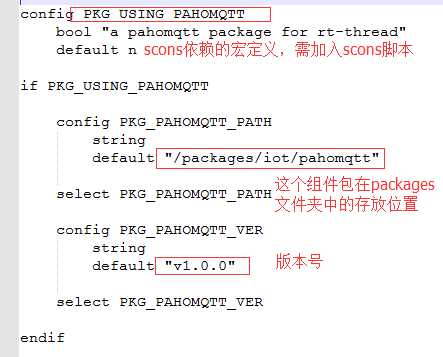 config PKG_USING_PAHOMQTT
bool "a pahomqtt package for rt-thread"
default n scons依赖的宏定义，需加入scons脚本
if PKG_USING_PAHOMQTT
config PKG_PAHOMQTT_PATH
string
default "/packages/iot/pahomqtt"
select PKG_PAHOMQTT_PATH 这个组件包在packages
文件夹中的存放位置
config PKG_PAHOMQTT_VER
string
default "v1.0.0" 版本号
select PKG_PAHOMQTT_VER
endif